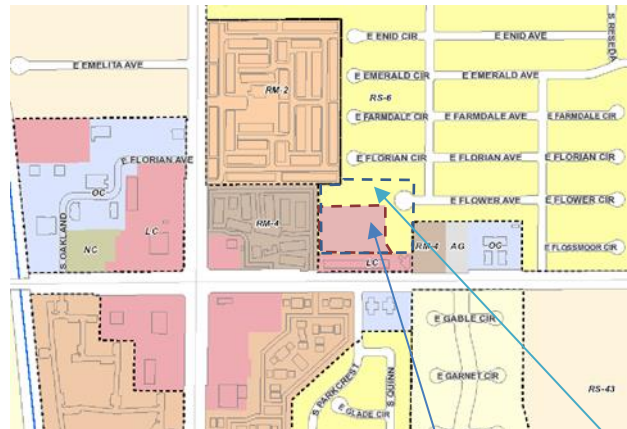 E ENID CIR
E ENID AVE
S RESEDA
E EMELITA AVE
E EMERALD CIR
E EMERALD AVE
RM-2
RS-6
E FARMDALE CIR
E FARMDALE AVE
E FARMDALE CIR
E FLORIAN AVE
E FLORIAN CIR
E FLORIAN AVE
E FLORIAN CIR
OC
E FLOWER AVE
E FLOWER CIR
S OAKLAND
NC
LC
RM-4
RM-4
AG
OC
E FLOSSMOOR CIR
LC
E GABLE CIR
E GARNET CIR
RS-43
S PARKCREST
S QUINN
E GLADE CIR